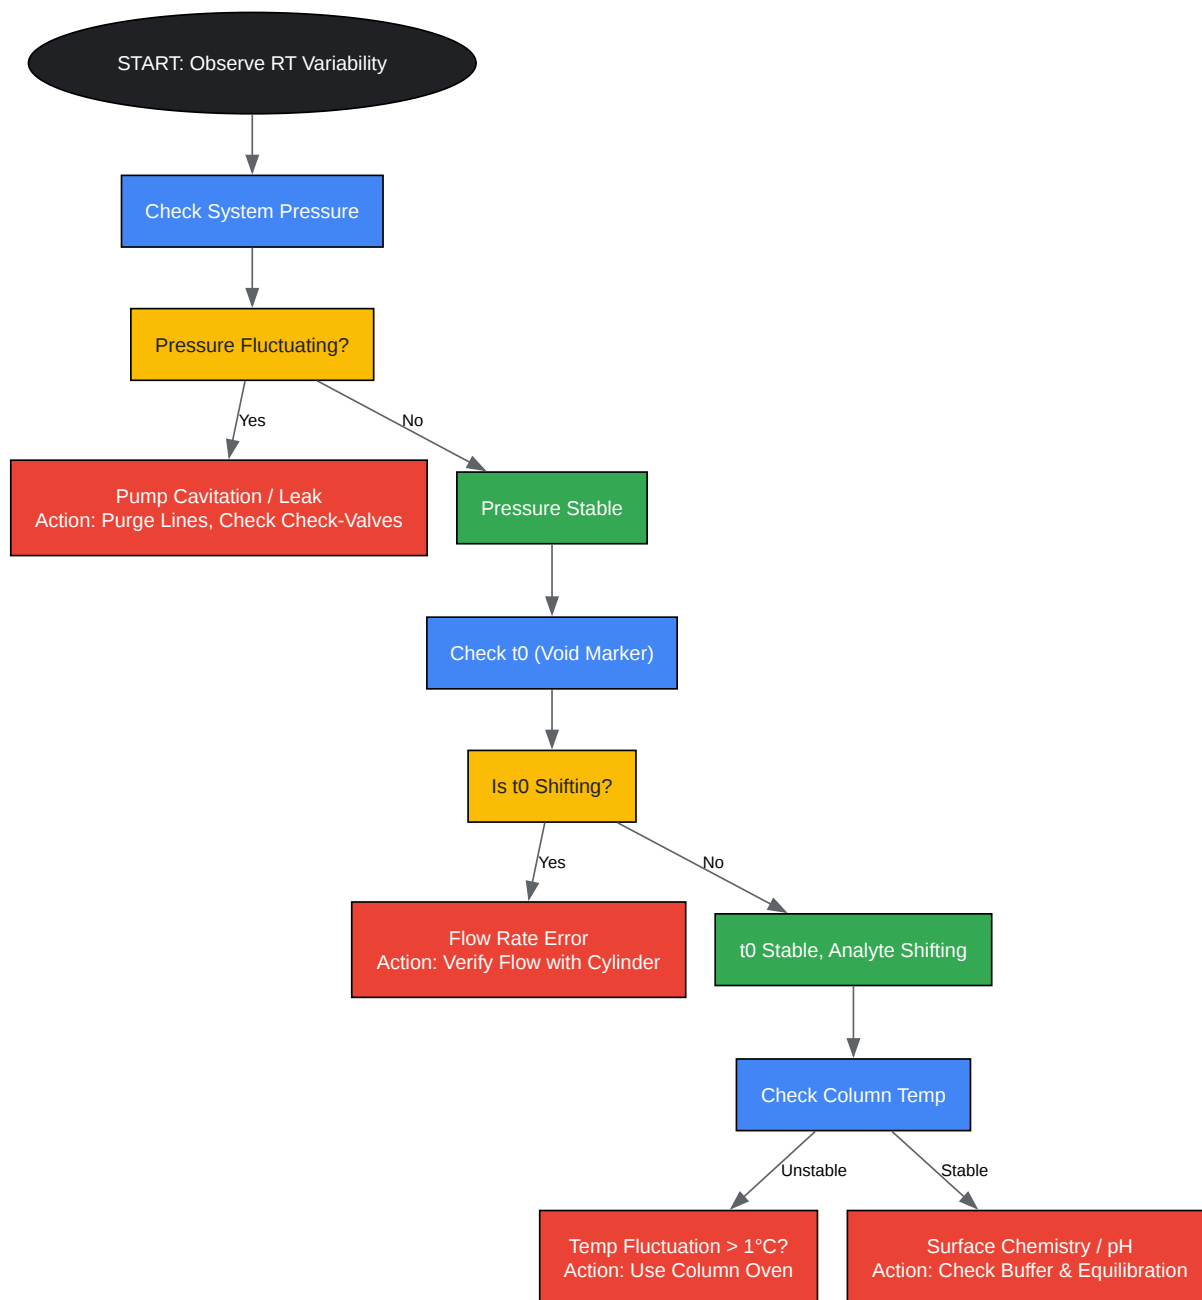 START: Observe RT Variability
Check System Pressure
Pressure Fluctuating?
Yes
No
Pump Cavitation / Leak
Action: Purge Lines, Check Check-Valves
Pressure Stable
Check t0 (Void Marker)
Is t0 Shifting?
Yes
No
Flow Rate Error
Action: Verify Flow with Cylinder
t0 Stable, Analyte Shifting
Check Column Temp
Unstable
Stable
Temp Fluctuation > 1°C?
Action: Use Column Oven
Surface Chemistry / pH
Action: Check Buffer & Equilibration